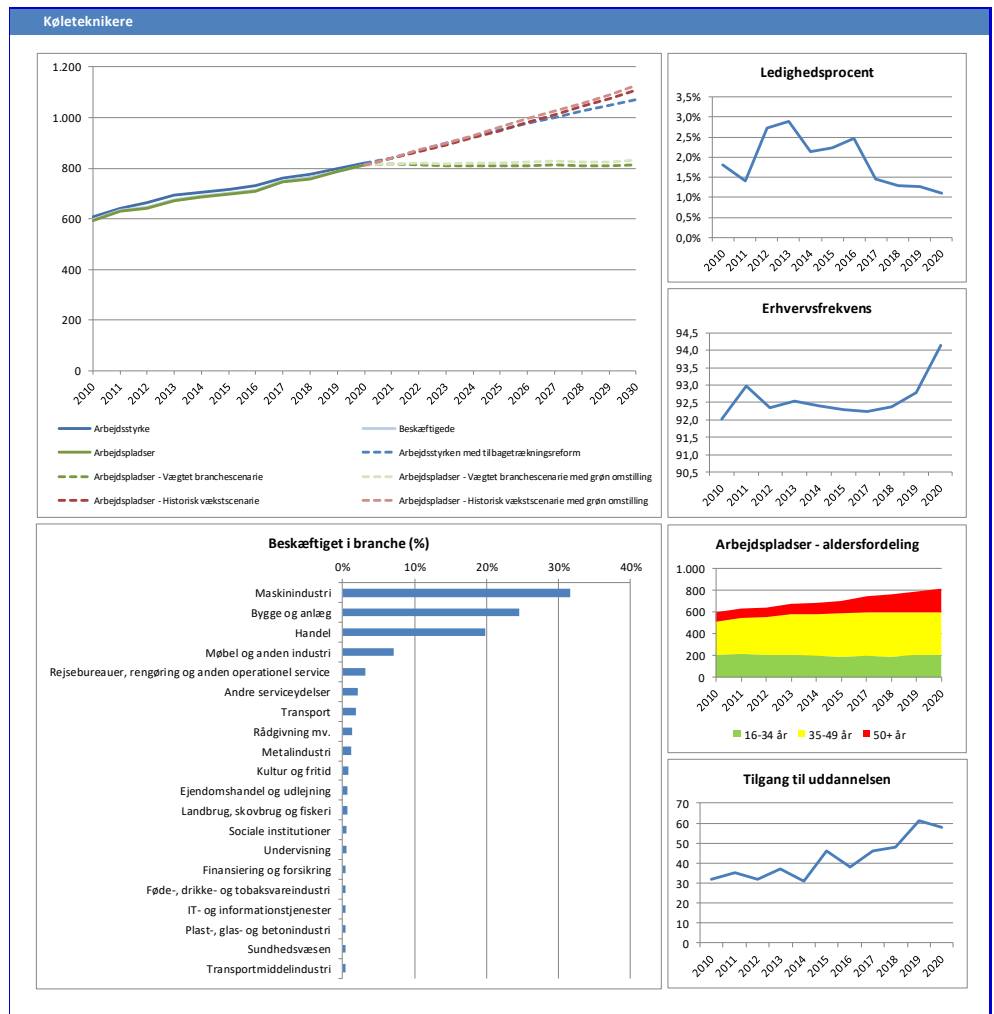 Køleteknikere
1.200
1.000
800
600
400
200
0
2010 2011 2012 2013 2014 2015 2016 2017 2018 2019 2020 2021 2022 2023 2024 2025 2026 2027 2028 2029 2030
Arbejdsstyrke
Beskæftigede
Arbejdspladser
Arbejdsstyrken med tilbagetrækningsreform
Arbejdspladser - Vægtet branchescenarie
Arbejdspladser - Vægtet branchescenarie med grøn omstilling
Arbejdspladser - Historisk vækstscenarie
Arbejdspladser - Historisk vækstscenarie med grøn omstilling
Ledighedsprocent
3,5%
3,0%
2,5%
2,0%
1,5%
1,0%
0,5%
0,0%
2010 2011 2012 2013 2014 2015 2016 2017 2018 2019 2020
Erhvervsfrekvens
94,5
94,0
93,5
93,0
92,5
92,0
91,5
91,0
90,5
2010 2011 2012 2013 2014 2015 2016 2017 2018 2019 2020
Beskæftiget i branche (%)
0% 10% 20% 30% 40%
Maskinindustri
Bygge og anlæg
Handel
Møbel og anden industri
Rejsebureauer, rengøring og anden operationel service
Andre serviceydelser
Transport
Rådgivning mv.
Metalindustri
Kultur og fritid
Ejendomshandel og udlejning
Landbrug, skovbrug og fiskeri
Sociale institutioner
Undervisning
Finansiering og forsikring
Føde-, drikke- og tobaksvareindustri
IT- og informationstjenester
Plast-, glas- og betonindustri
Sundhedsvæsen
Transportmiddelindustri
Arbejdspladser - aldersfordeling
1.000
800
600
400
200
0
2010 2011 2012 2013 2014 2015 2016 2017 2018 2019 2020
16-34 år 35-49 år 50+ år
Tilgang til uddannelsen
70
60
50
40
30
20
10
0
2010 2011 2012 2013 2014 2015 2016 2017 2018 2019 2020